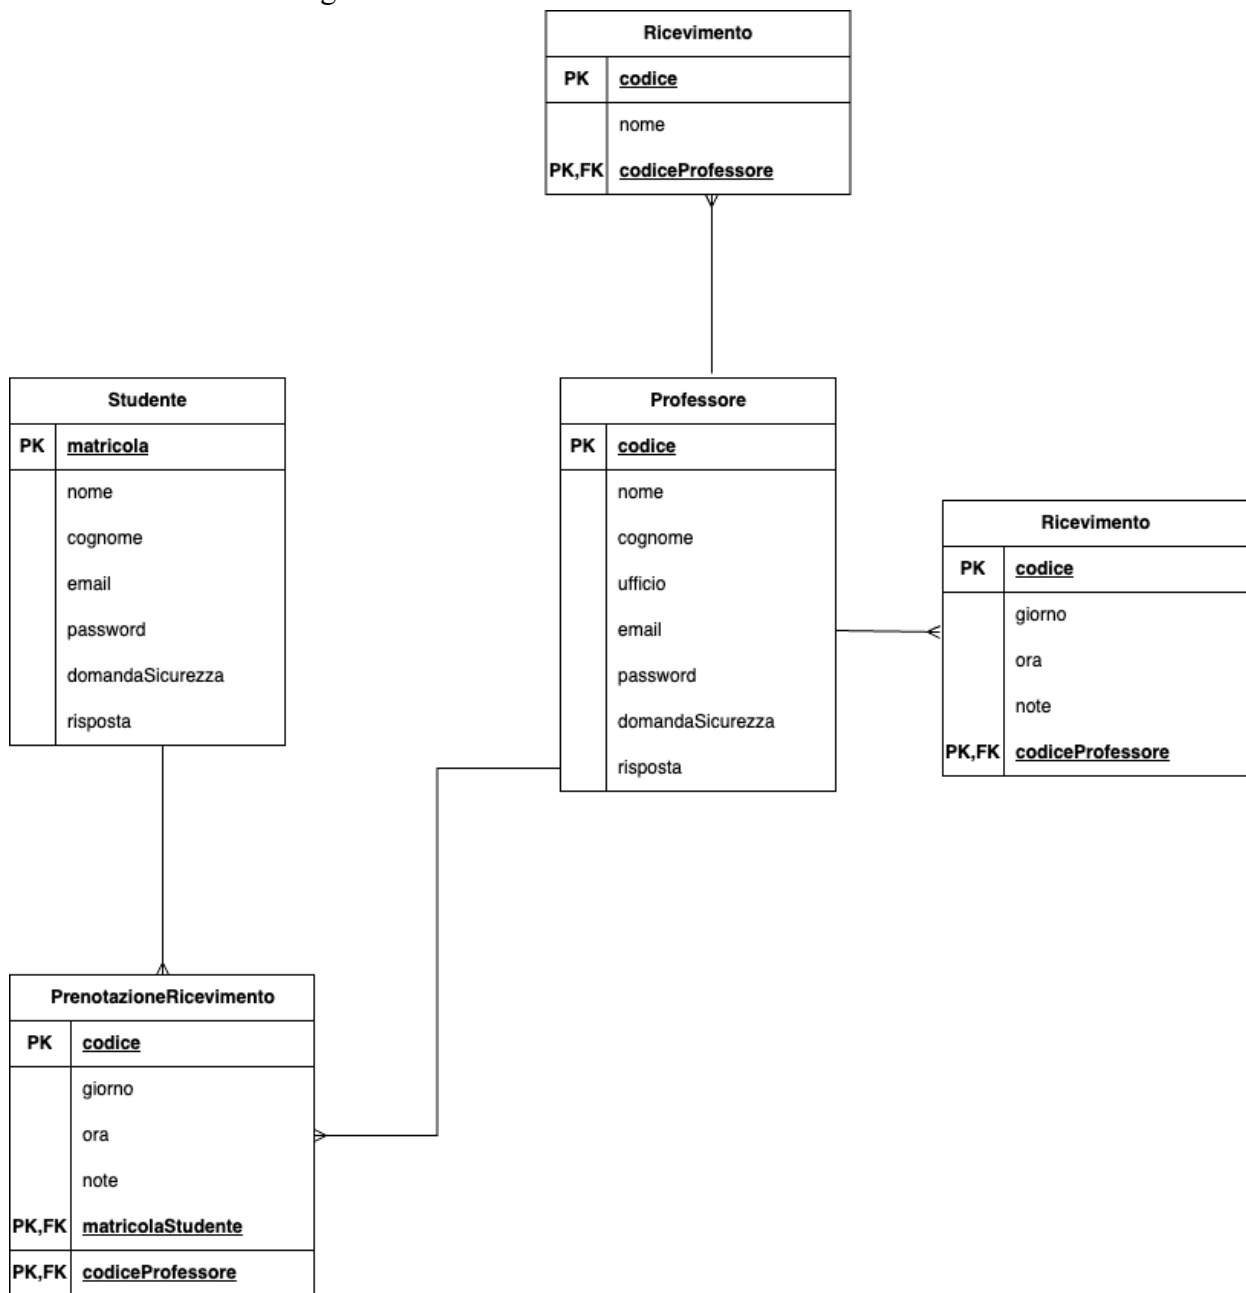 Ricevimento
PK codice
nome
PK,FK codiceProfessore
Studente
PK matricola
nome
cognome
email
password
domandaSicurezza
risposta
Professore
PK codice
nome
cognome
ufficio
email
password
domandaSicurezza
risposta
Ricevimento
PK codice
giorno
ora
note
PK,FK codiceProfessore
PrenotazioneRicevimento
PK codice
giorno
ora
note
PK,FK matricolaStudente
PK,FK codiceProfessore